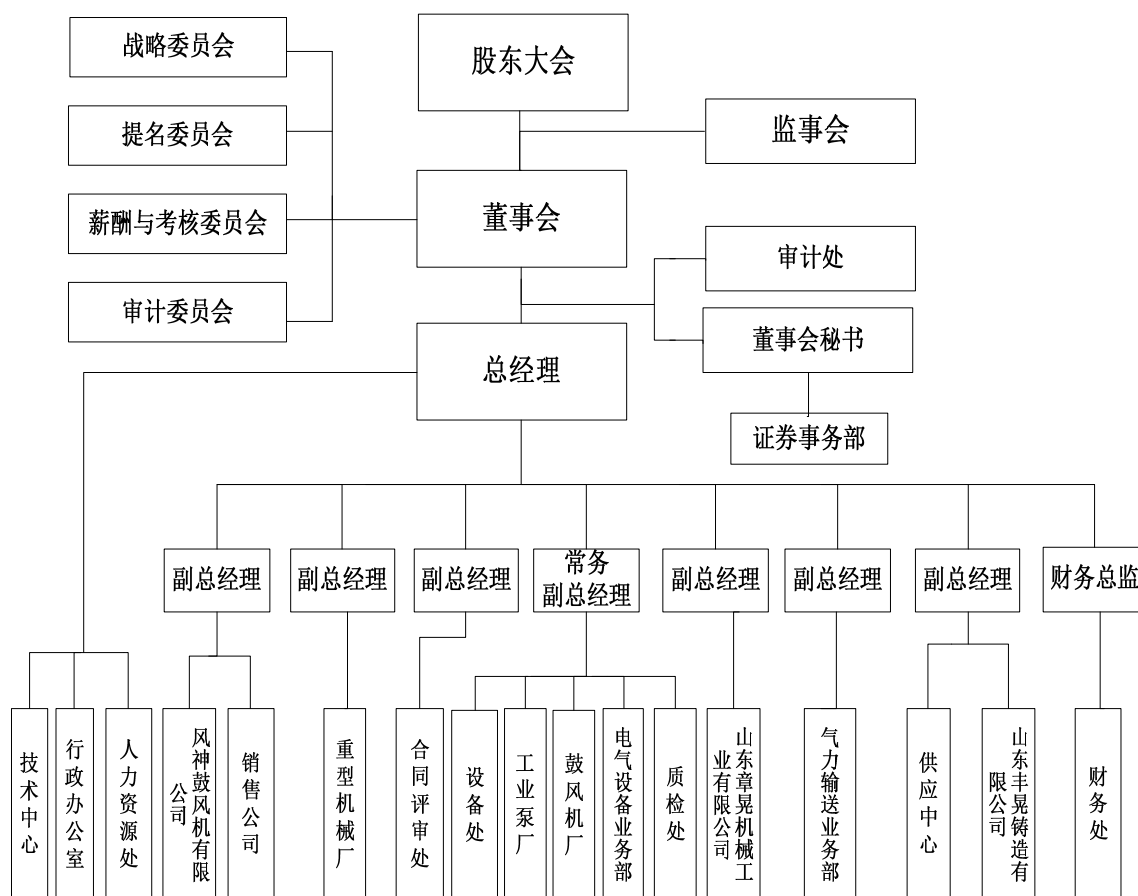 战略委员会
股东大会
提名委员会
监事会
薪酬与考核委员会
董事会
审计处
审计委员会
董事会秘书
总经理
证券事务部
副总经理
副总经理
副总经理
常务
副总经理
副总经理
副总经理
副总经理
财务总监
技术中心
行政办公室
人力资源处
风神鼓风机有限
公司
销售公司
重型机械厂
合同评审处
设备处
工业泵厂
鼓风机厂
电气设备业务部
质检处
山东章晃机械工
业有限公司
气力输送业务部
供应中心
山东丰晃铸造有
限公司
财务处